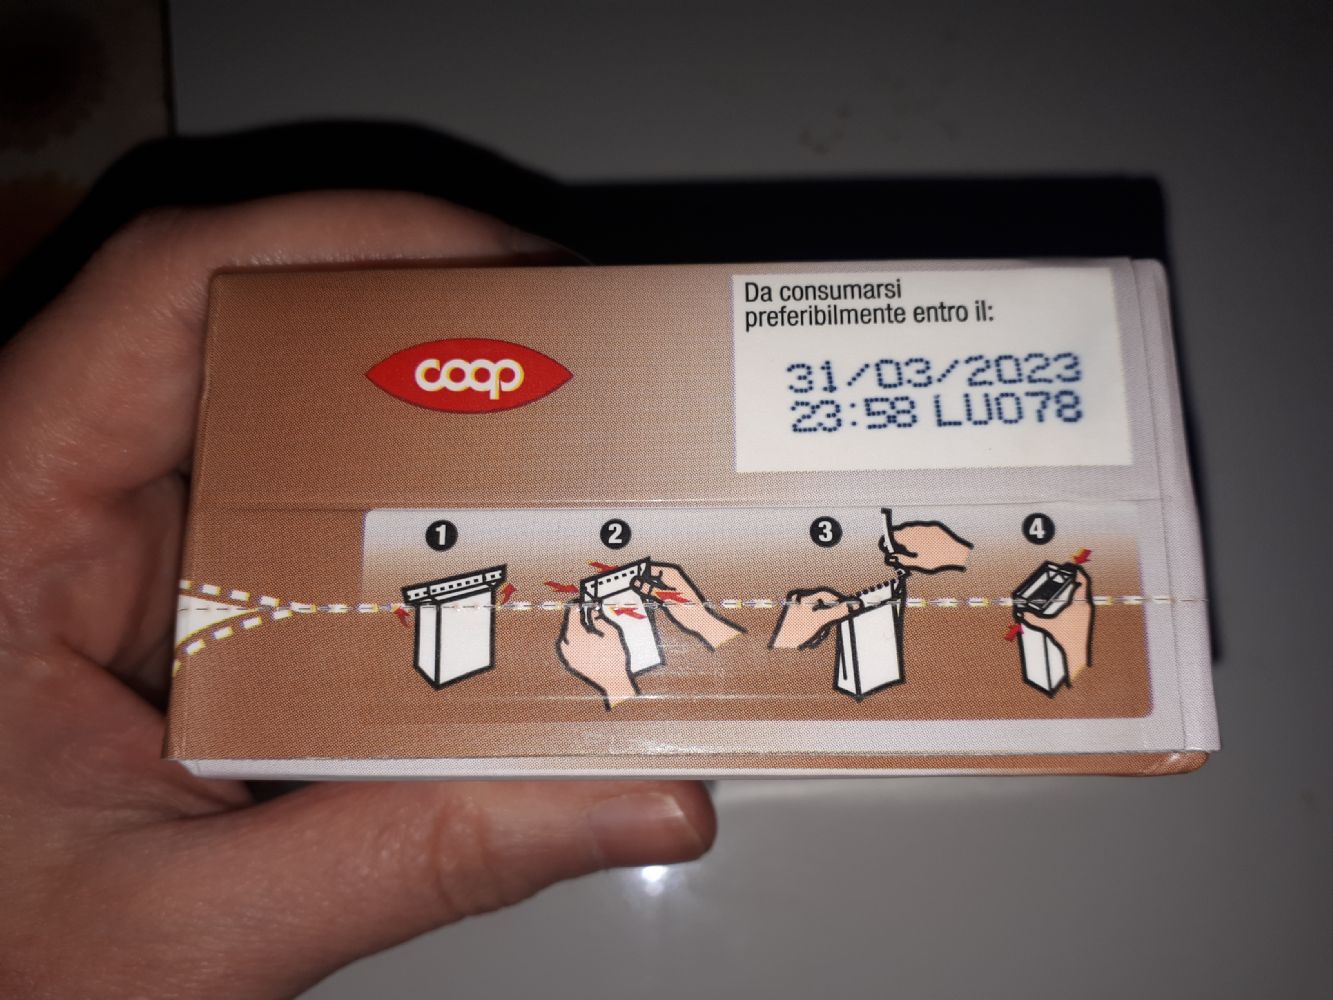 coop
Da consumarsi
preferibilmente entro il:
31/03/2023
23:58 LU078
1 2 3 4